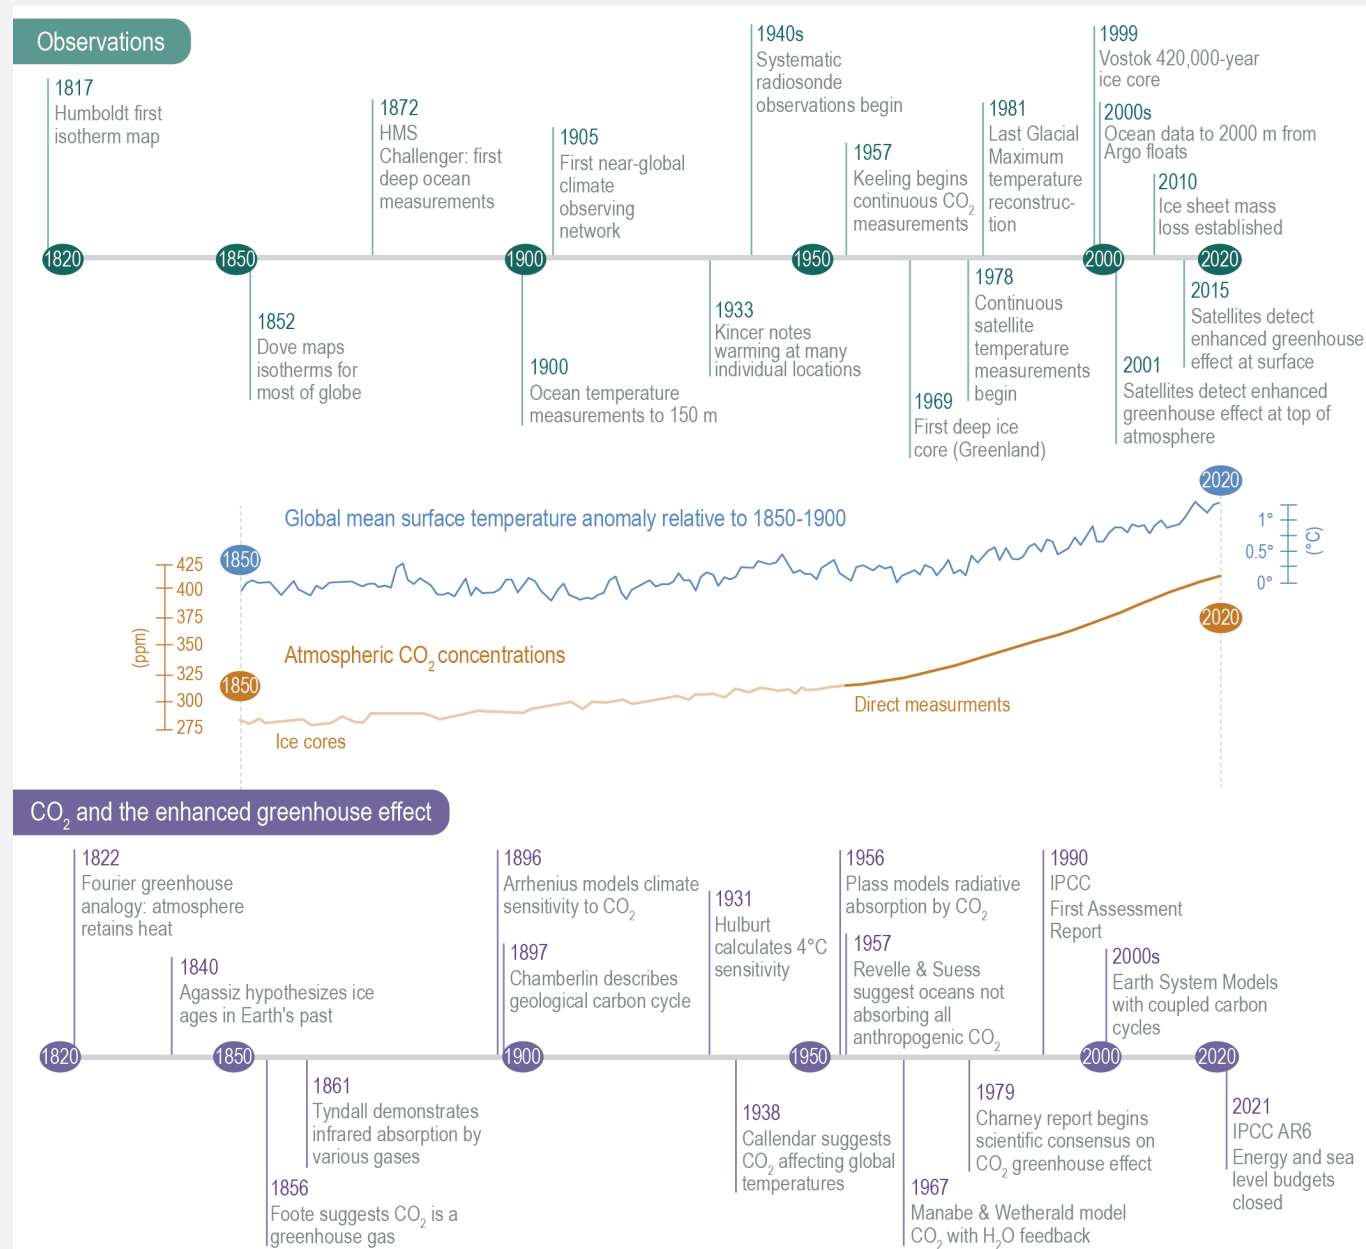 Observations
1817
Humboldt first
isotherm map
1872
HMS
Challenger: first
deep ocean
measurements
1905
First near-global
climate
observing
network
1940s
Systematic
radiosonde
observations begin
1957
Keeling begins
continuous CO2
measurements
1981
Last Glacial
Maximum
temperature
reconstruc-
tion
1999
Vostok 420,000-year
ice core
2000s
Ocean data to 2000 m from
Argo floats
2010
Ice sheet mass
loss established
1820
1850
1900
1950
2000
2020
1852
Dove maps
isotherms for
most of globe
1900
Ocean temperature
measurements to 150 m
1933
Kincer notes
warming at many
individual locations
1969
First deep ice
core (Greenland)
1978
Continuous
satellite
temperature
measurements
begin
2001
Satellites detect enhanced
greenhouse effect at top of
atmosphere
2015
Satellites detect
enhanced greenhouse
effect at surface
Global mean surface temperature anomaly relative to 1850-1900
1850
2020
1°
0.5°
0°
(°C)
425
400
375
350
325
300
275
(ppm)
Atmospheric CO2 concentrations
1850
2020
Ice cores
Direct measurments
CO2 and the enhanced greenhouse effect
1822
Fourier greenhouse
analogy: atmosphere
retains heat
1840
Agassiz hypothesizes ice
ages in Earth's past
1896
Arrhenius models climate
sensitivity to CO2
1897
Chamberlin describes
geological carbon cycle
1931
Hulburt
calculates 4°C
sensitivity
1956
Plass models radiative
absorption by CO2
1957
Revelle & Suess
suggest oceans not
absorbing all
anthropogenic CO2
1990
IPCC
First Assessment
Report
2000s
Earth System Models
with coupled carbon
cycles
1820
1850
1900
1950
2000
2020
1856
Foote suggests CO2 is a
greenhouse gas
1861
Tyndall demonstrates
infrared absorption by
various gases
1938
Callendar suggests
CO2 affecting global
temperatures
1967
Manabe & Wetherald model
CO2 with H2O feedback
1979
Charney report begins
scientific consensus on
CO2 greenhouse effect
2021
IPCC AR6
Energy and sea
level budgets
closed